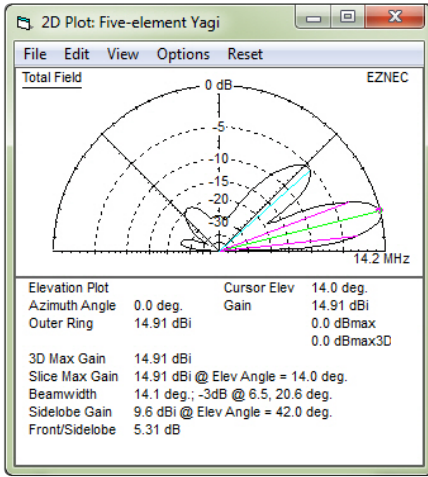 2D Plot: Five-element Yagi
File Edit View Options Reset
Total Field 0 dB EZNEC
-5
-10
-15
-20
-30
14.2 MHz
Elevation Plot Cursor Elev 14.0 deg.
Azimuth Angle 0.0 deg. Gain 14.91 dBi
Outer Ring 14.91 dBi 0.0 dBmax
0.0 dBmax3D
3D Max Gain 14.91 dBi
Slice Max Gain 14.91 dBi @ Elev Angle = 14.0 deg.
Beamwidth 14.1 deg.; -3dB @ 6.5, 20.6 deg.
Sidelobe Gain 9.6 dBi @ Elev Angle = 42.0 deg.
Front/Sidelobe 5.31 dB